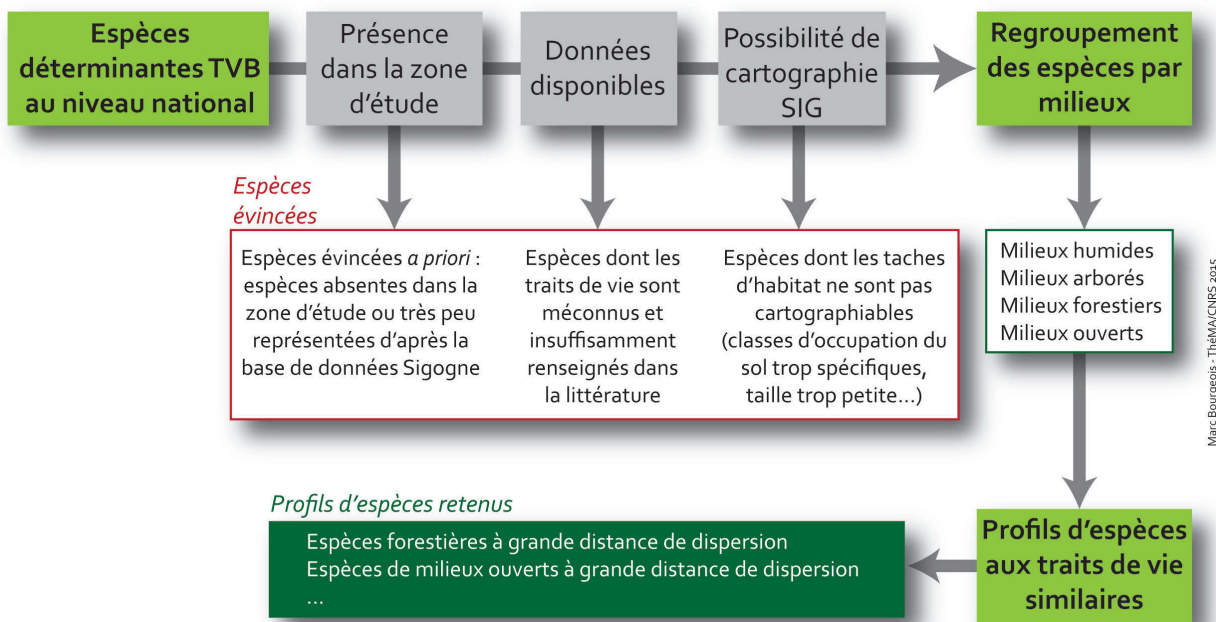 Espèces
déterminantes TVB
au niveau national
Présence
dans la zone
d'étude
Données
disponibles
Possibilité de
cartographie
SIG
Regroupement
des espèces par
milieux
Espèces
évincées
Espèces évincées a priori :
espèces absentes dans la
zone d'étude ou très peu
représentées d'après la
base de données Sigogne
Espèces dont les
traits de vie sont
méconnus et
insuffisamment
renseignés dans
la littérature
Espèces dont les taches
d'habitat ne sont pas
cartographiables
(classes d'occupation du
sol trop spécifiques,
taille trop petite...)
Milieux humides
Milieux arborés
Milieux forestiers
Milieux ouverts
Marc Bourgeois - ThéMA/CNRS 2015
Profils d'espèces
aux traits de vie
similaires
Profils d'espèces retenus
Espèces forestières à grande distance de dispersion
Espèces de milieux ouverts à grande distance de dispersion
...